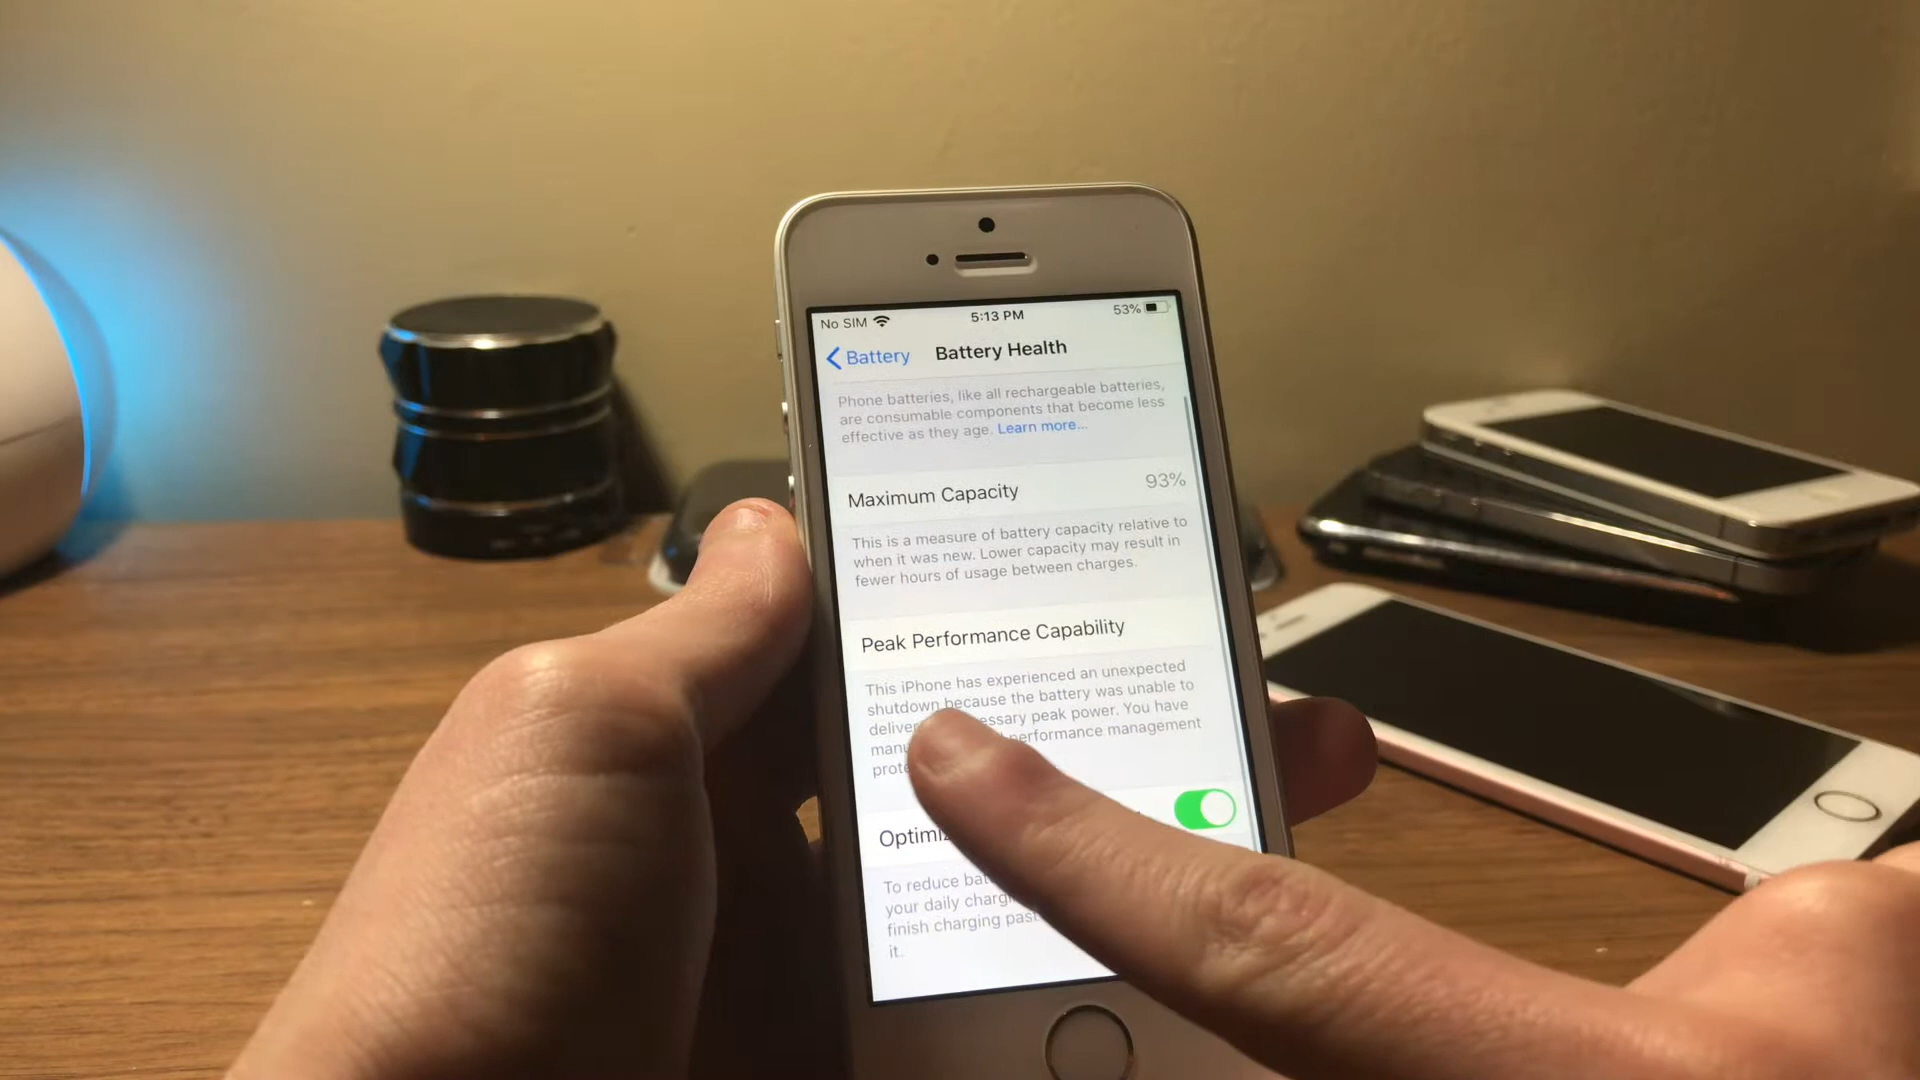 No SIM
5:13 PM
53%
Battery
Battery Health
Phone batteries, like all rechargeable batteries,
are consumable components that become less
effective as they age. Learn more...
Maximum Capacity
93%
This is a measure of battery capacity relative to
when it was new. Lower capacity may result in
fewer hours of usage between charges.
Peak Performance Capability
This iPhone has experienced an unexpected
shutdown because the battery was unable to
peak power. You have
performance management
To reduce
your daily
finish charging past
it.